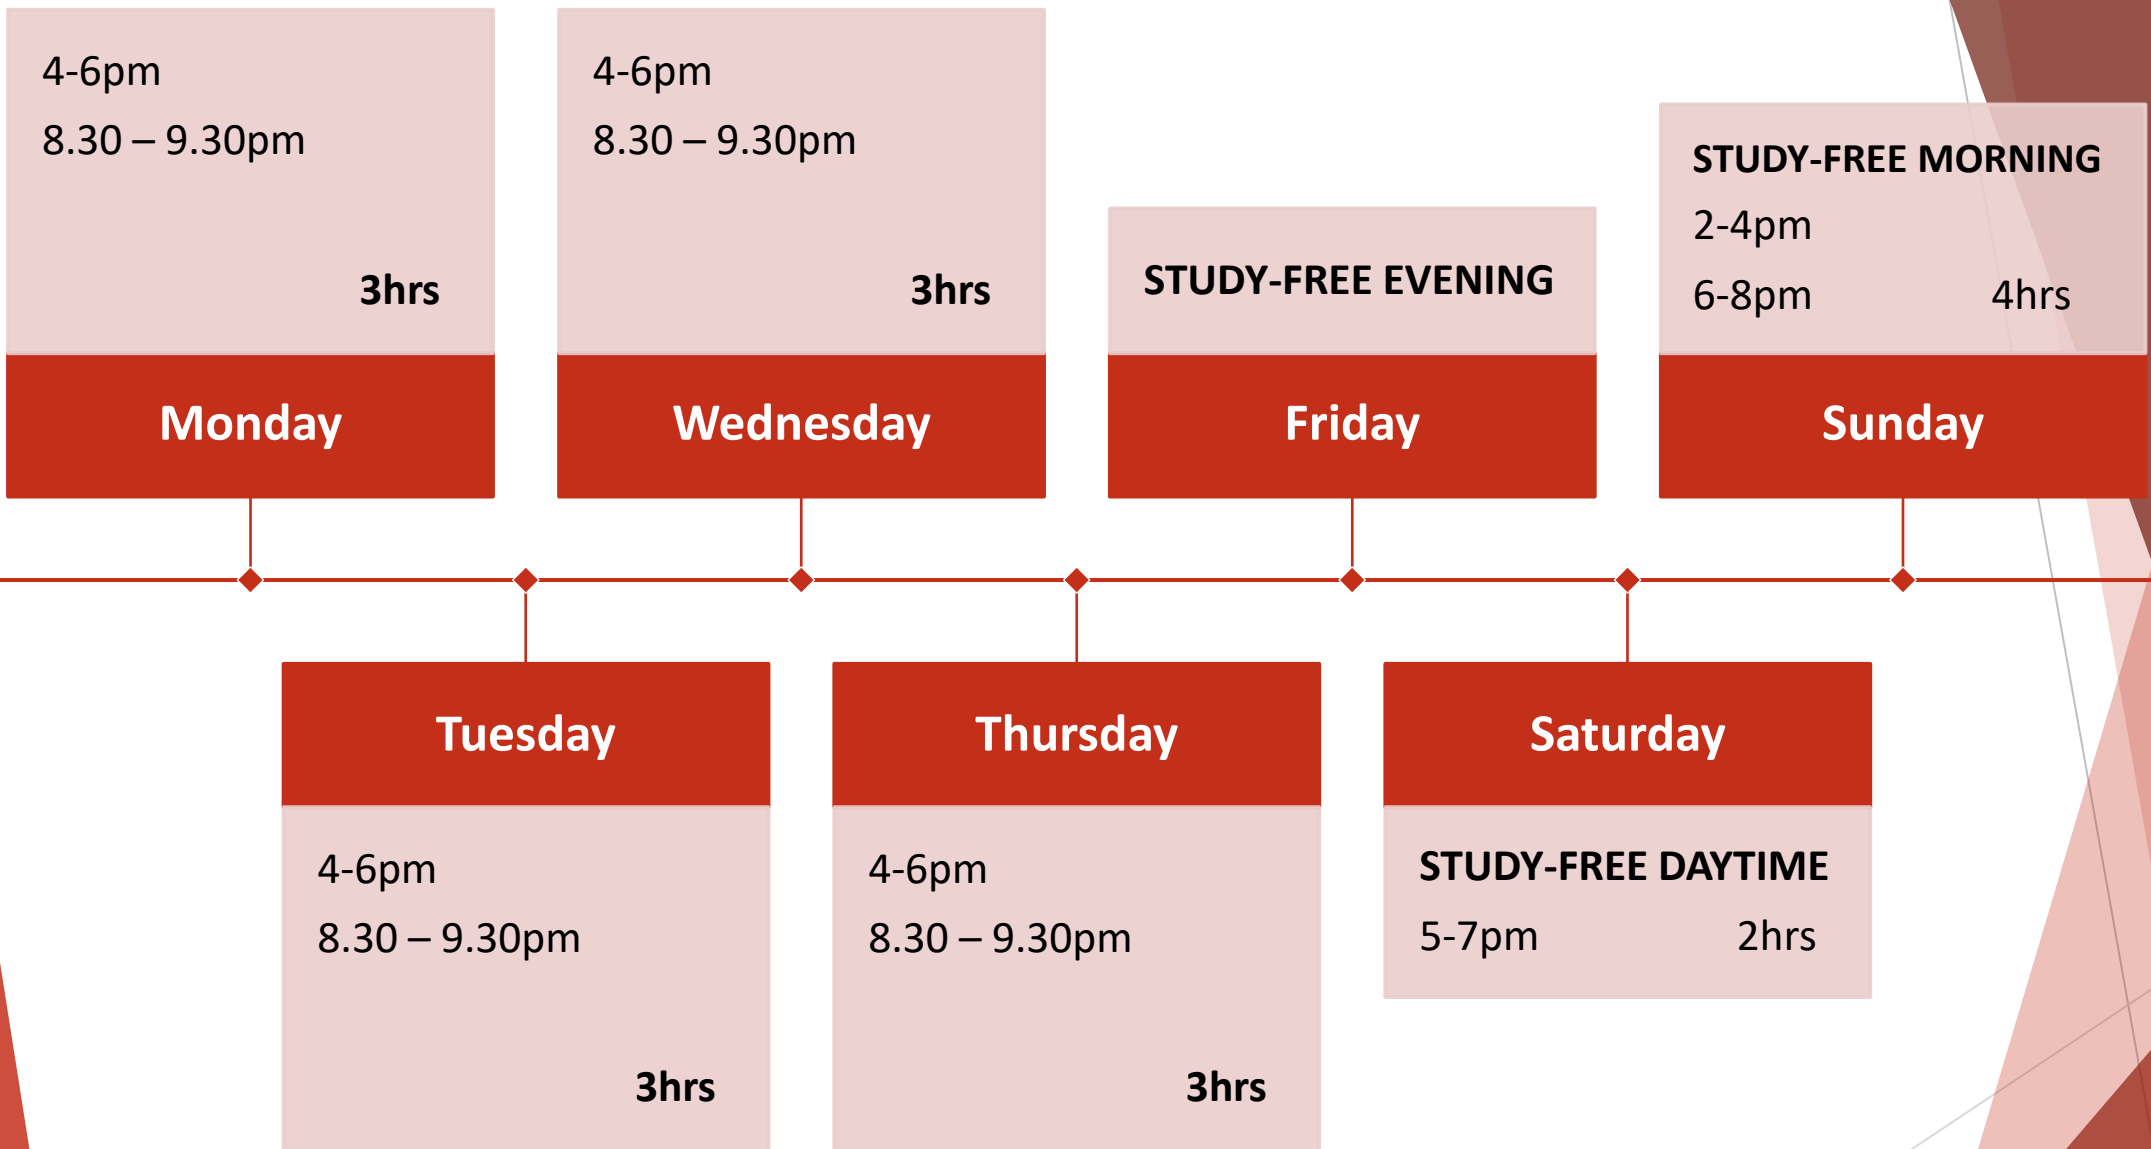 4-6pm
8.30 – 9.30pm
3hrs
Monday
4-6pm
8.30 – 9.30pm
3hrs
Wednesday
STUDY-FREE EVENING
Friday
STUDY-FREE MORNING
2-4pm
6-8pm 4hrs
Sunday
Tuesday
4-6pm
8.30 – 9.30pm
3hrs
Thursday
4-6pm
8.30 – 9.30pm
3hrs
Saturday
STUDY-FREE DAYTIME
5-7pm 2hrs